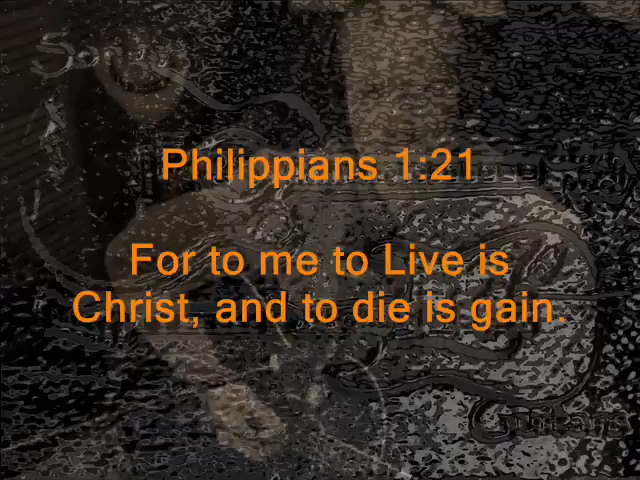 Philippians 1:21
For to me to Live is
Christ, and to die is gain.